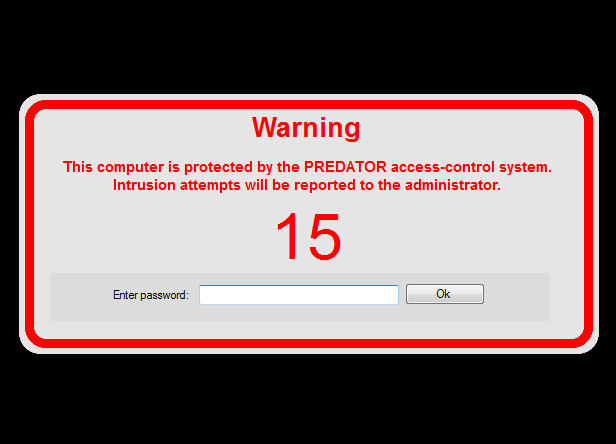 Warning
This computer is protected by the PREDATOR access-control system.
Intrusion attempts will be reported to the administrator.
15
Enter password:
Ok